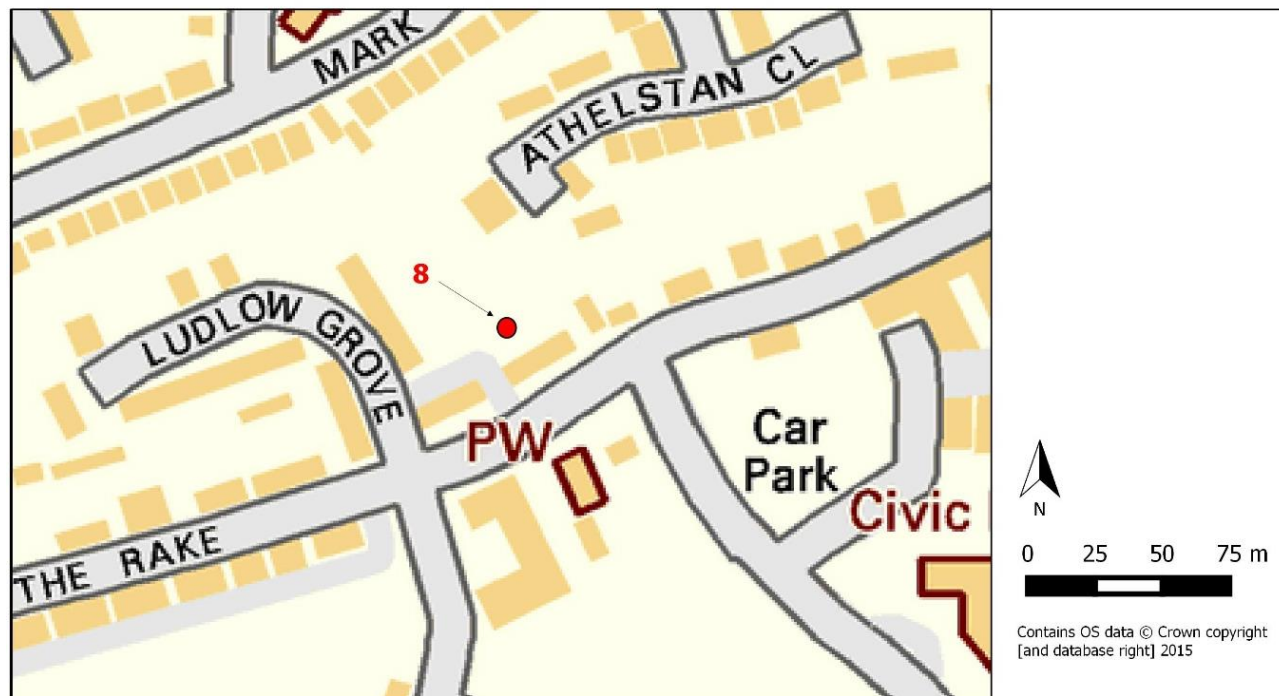 MARK
ATHELSTAN CL
8
LUDLOW GROVE
PW
Car
Park
Civic
THE RAKE
N
0 25 50 75 m
Contains OS data © Crown copyright
[and database right] 2015